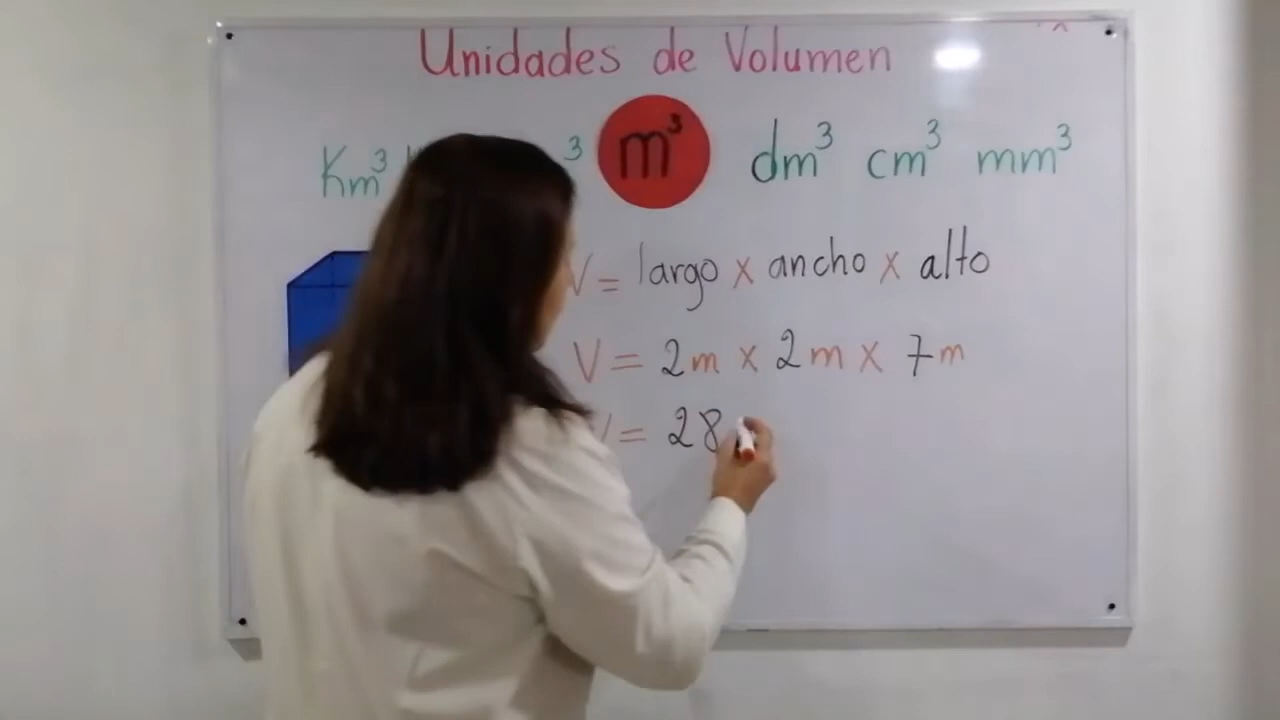 Unidades de Volumen
Km³ ³ m³ dm³ cm³ mm³
V = largo x ancho x alto
V = 2m x 2m x 7m
V = 28